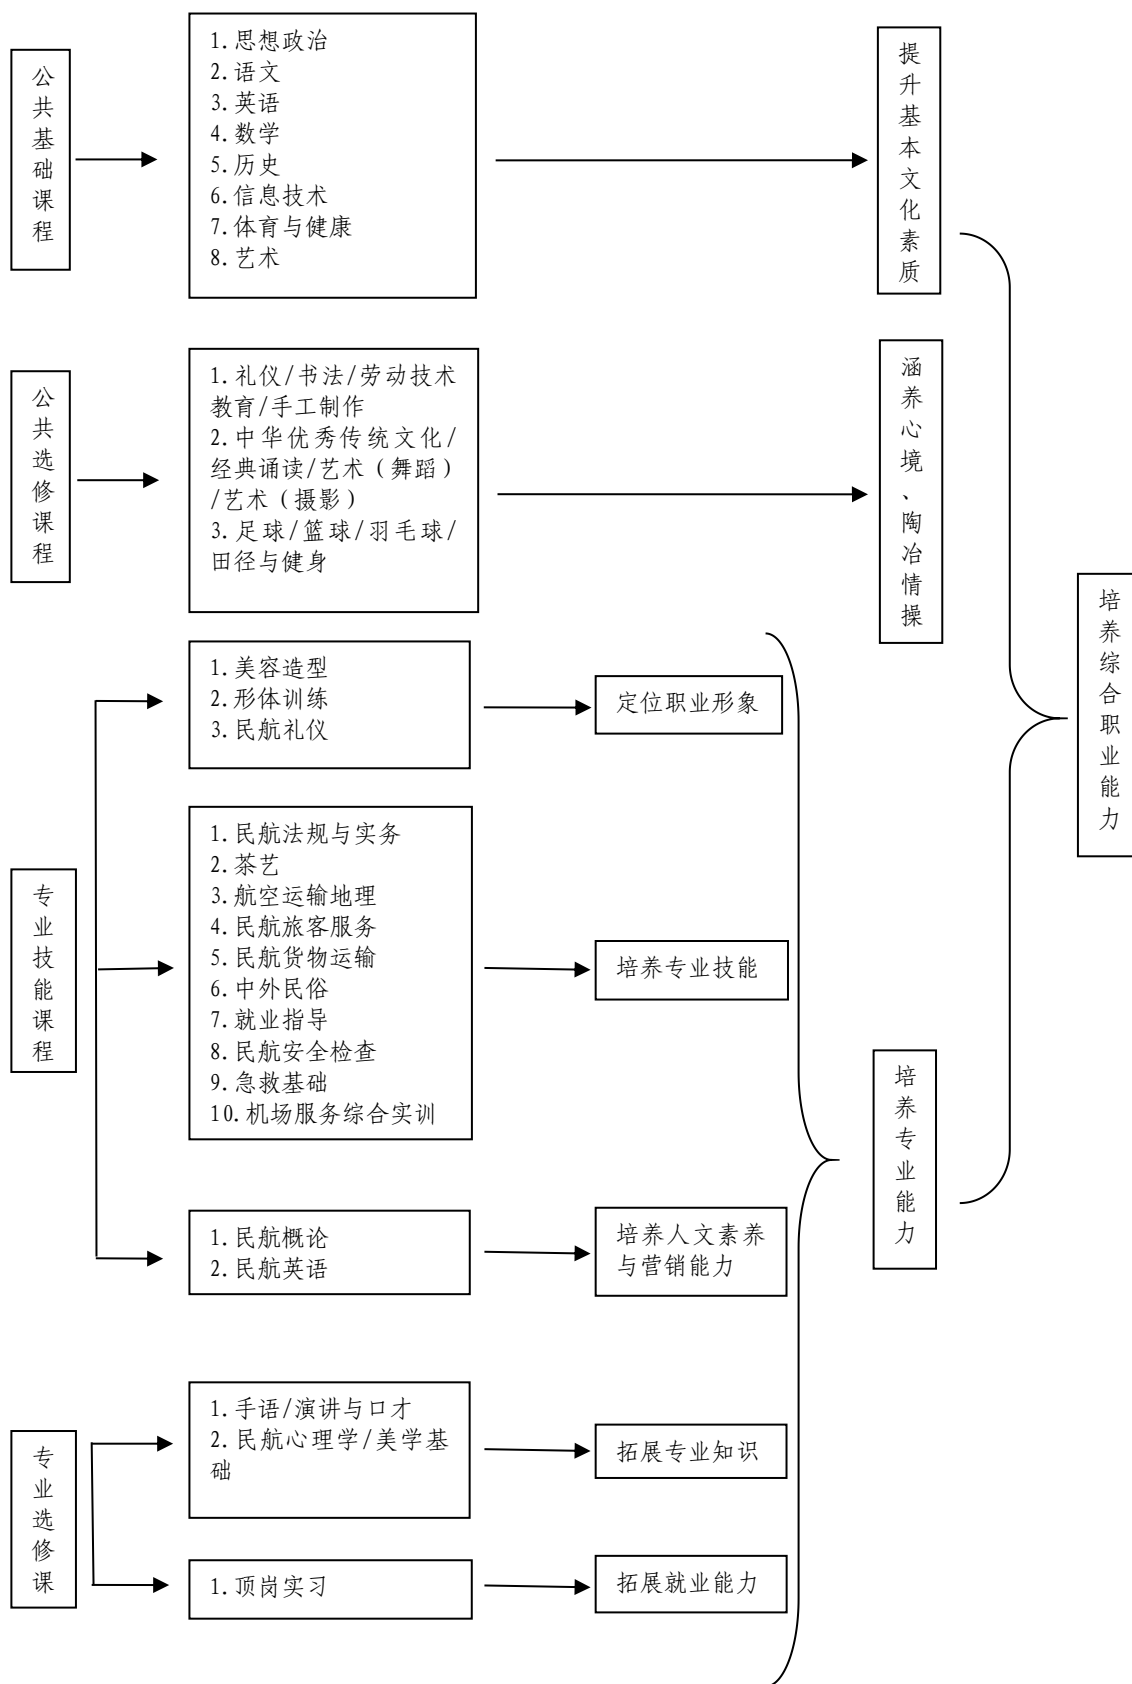 公共基础课程
1.思想政治
2.语文
3.英语
4.数学
5.历史
6.信息技术
7.体育与健康
8.艺术
提升基本文化素质
公共选修课程
1.礼仪/书法/劳动技术
教育/手工制作
2.中华优秀传统文化/
经典诵读/艺术（舞蹈）
/艺术（摄影）
3.足球/篮球/羽毛球/
田径与健身
涵养心境、陶冶情操
培养综合职业能力
专业技能课程
1.美容造型
2.形体训练
3.民航礼仪
定位职业形象
1.民航法规与实务
2.茶艺
3.航空运输地理
4.民航旅客服务
5.民航货物运输
6.中外民俗
7.就业指导
8.民航安全检查
9.急救基础
10.机场服务综合实训
培养专业技能
培养专业能力
1.民航概论
2.民航英语
培养人文素养
与营销能力
专业选修课
1.手语/演讲与口才
2.民航心理学/美学基
础
拓展专业知识
1.顶岗实习
拓展就业能力